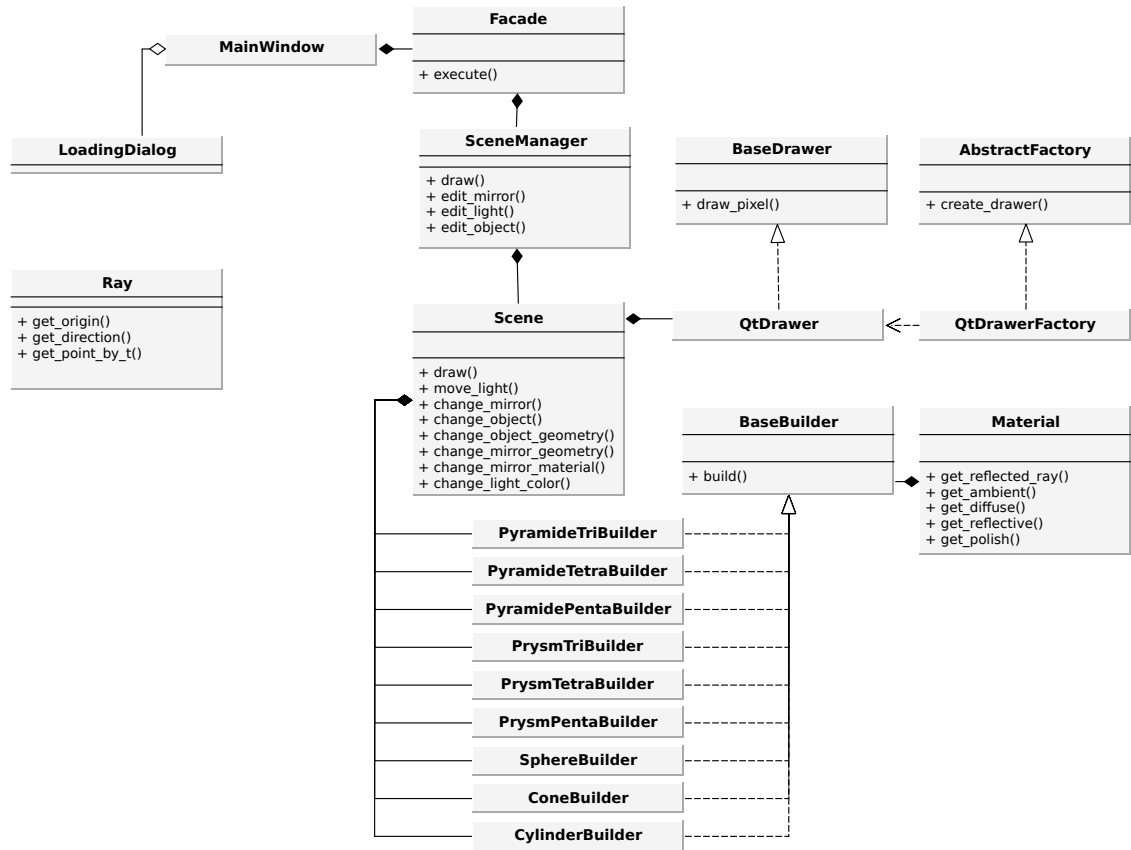 Facade
+ execute()
MainWindow
LoadingDialog
SceneManager
+ draw()
+ edit_mirror()
+ edit_light()
+ edit_object()
BaseDrawer
+ draw_pixel()
AbstractFactory
+ create_drawer()
Ray
+ get_origin()
+ get_direction()
+ get_point_by_t()
Scene
+ draw()
+ move_light()
+ change_mirror()
+ change_object()
+ change_object_geometry()
+ change_mirror_geometry()
+ change_mirror_material()
+ change_light_color()
QtDrawer
QtDrawerFactory
BaseBuilder
+ build()
Material
+ get_reflected_ray()
+ get_ambient()
+ get_diffuse()
+ get_reflective()
+ get_polish()
PyramideTriBuilder
PyramideTetraBuilder
PyramidePentaBuilder
PrysmTriBuilder
PrysmTetraBuilder
PrysmPentaBuilder
SphereBuilder
ConeBuilder
CylinderBuilder